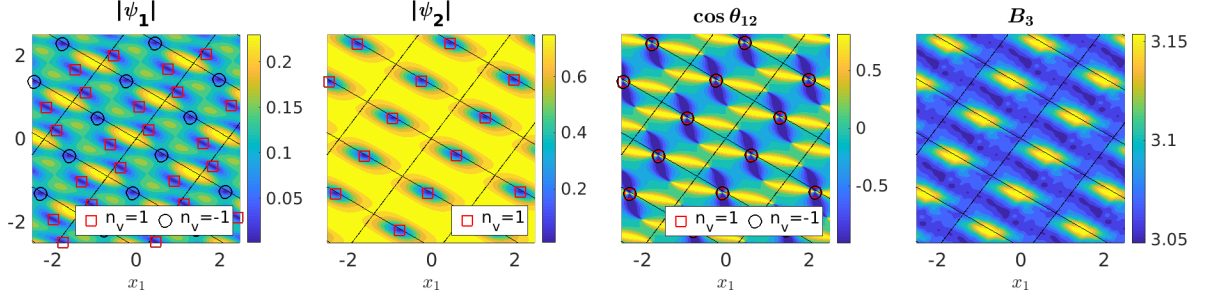 |ψ₁|
|ψ₂|
cos θ₁₂
B₃
2
0
-2
-2 0 2
x₁
n_v=1 n_v=-1
0.2
0.15
0.1
0.05
-2 0 2
x₁
n_v=1
0.6
0.4
0.2
-2 0 2
x₁
n_v=1 n_v=-1
0.5
0
-0.5
-2 0 2
x₁
3.15
3.1
3.05